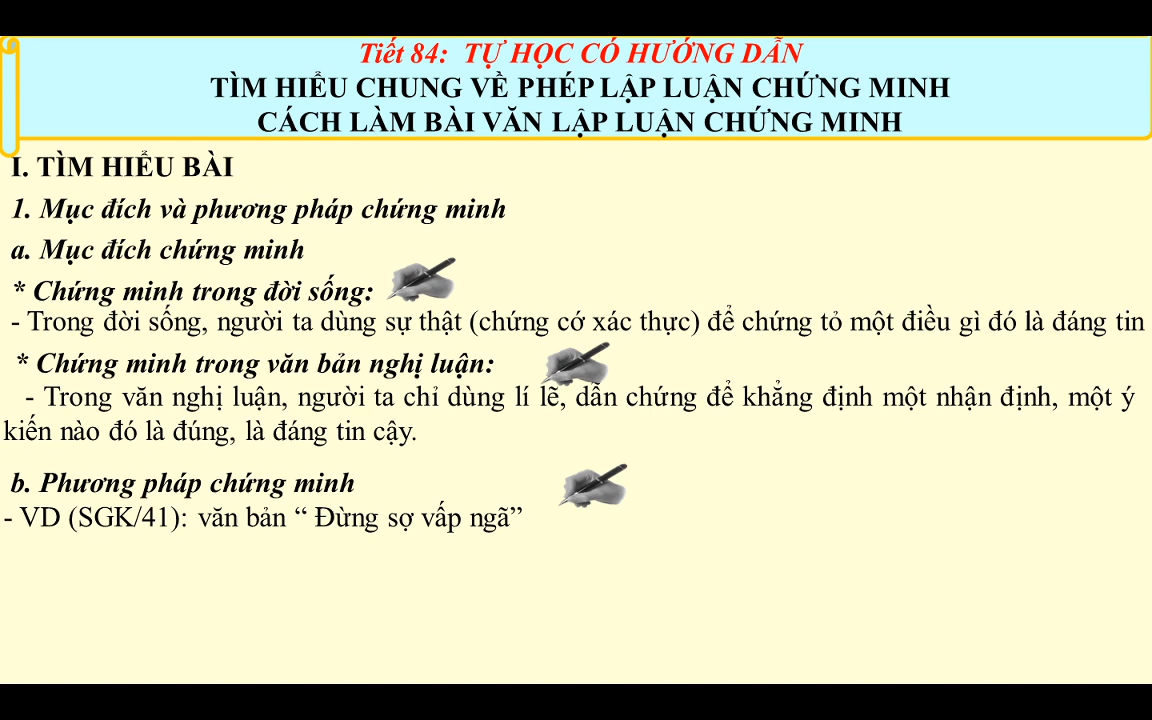 Tiết 84: TỰ HỌC CÓ HƯỚNG DẪN
TÌM HIỂU CHUNG VỀ PHÉP LẬP LUẬN CHỨNG MINH
CÁCH LÀM BÀI VĂN LẬP LUẬN CHỨNG MINH
I. TÌM HIỂU BÀI
1. Mục đích và phương pháp chứng minh
a. Mục đích chứng minh
* Chứng minh trong đời sống:
- Trong đời sống, người ta dùng sự thật (chứng cớ xác thực) để chứng tỏ một điều gì đó là đáng tin
* Chứng minh trong văn bản nghị luận:
- Trong văn nghị luận, người ta chỉ dùng lí lẽ, dẫn chứng để khẳng định một nhận định, một ý
kiến nào đó là đúng, là đáng tin cậy.
b. Phương pháp chứng minh
- VD (SGK/41): văn bản “ Đừng sợ vấp ngã”